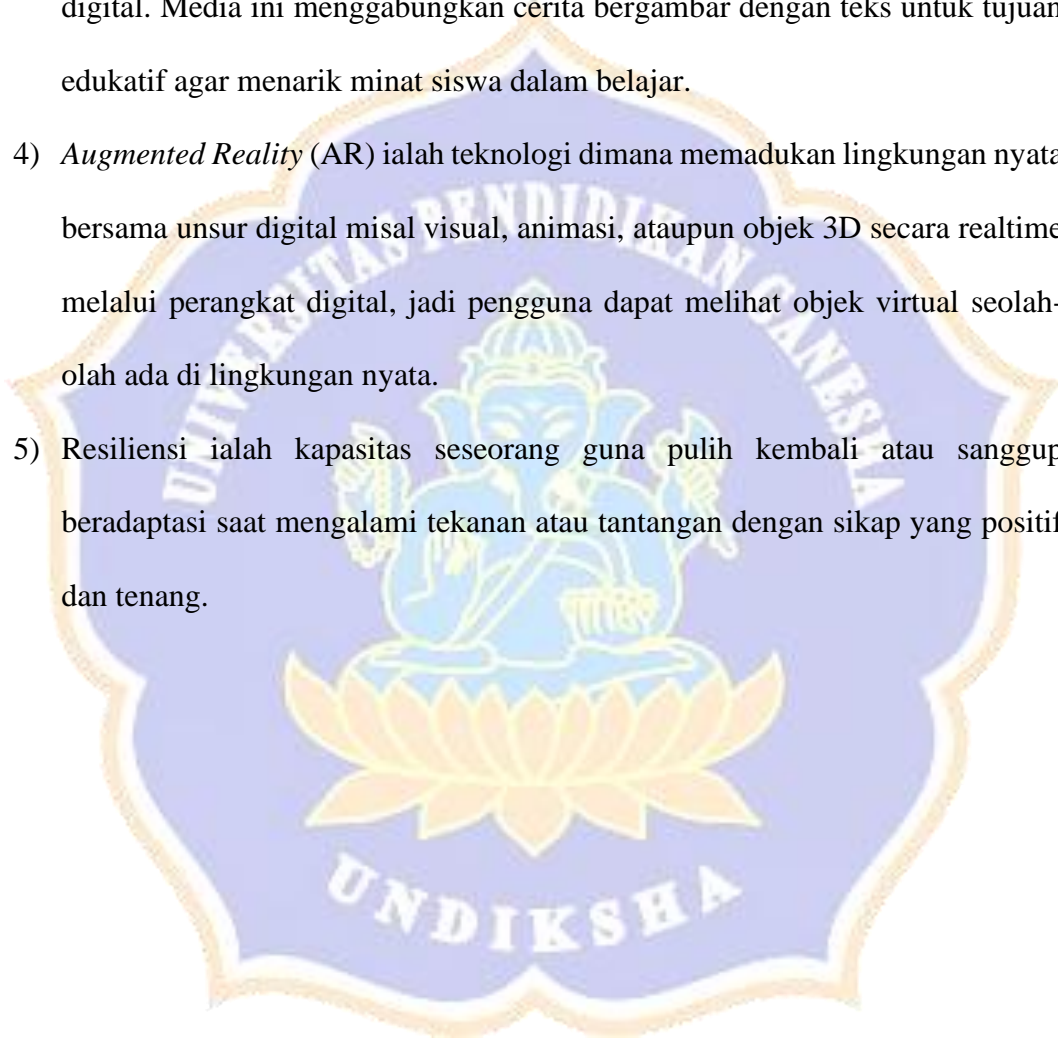 digital. Media ini menggabungkan cerita bergambar dengan teks untuk tujuan
edukatif agar menarik minat siswa dalam belajar.
4) Augmented Reality (AR) ialah teknologi dimana memadukan lingkungan nyata
bersama unsur digital misal visual, animasi, ataupun objek 3D secara realtime
melalui perangkat digital, jadi pengguna dapat melihat objek virtual seolah-
olah ada di lingkungan nyata.
5) Resiliensi ialah kapasitas seseorang guna pulih kembali atau sanggup
beradaptasi saat mengalami tekanan atau tantangan dengan sikap yang positif
dan tenang.
UNIVERSITAS PENDIDIKAN GANESHA
UNDIKSHA